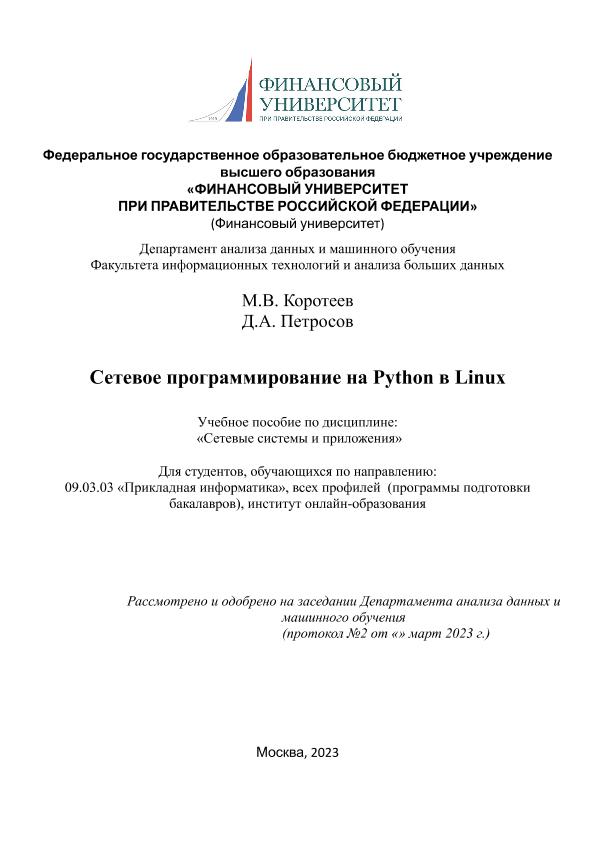 ФИНАНСОВЫЙ
УНИВЕРСИТЕТ
ПРИ ПРАВИТЕЛЬСТВЕ РОССИЙСКОЙ ФЕДЕРАЦИИ
Федеральное государственное образовательное бюджетное учреждение
высшего образования
«ФИНАНСОВЫЙ УНИВЕРСИТЕТ
ПРИ ПРАВИТЕЛЬСТВЕ РОССИЙСКОЙ ФЕДЕРАЦИИ»
(Финансовый университет)
Департамент анализа данных и машинного обучения
Факультета информационных технологий и анализа больших данных
М.В. Коротеев
Д.А. Петросов
Сетевое программирование на Python в Linux
Учебное пособие по дисциплине:
«Сетевые системы и приложения»
Для студентов, обучающихся по направлению:
09.03.03 «Прикладная информатика», всех профилей (программы подготовки
бакалавров), институт онлайн-образования
Рассмотрено и одобрено на заседании Департамента анализа данных и
машинного обучения
(протокол №2 от «» март 2023 г.)
Москва, 2023